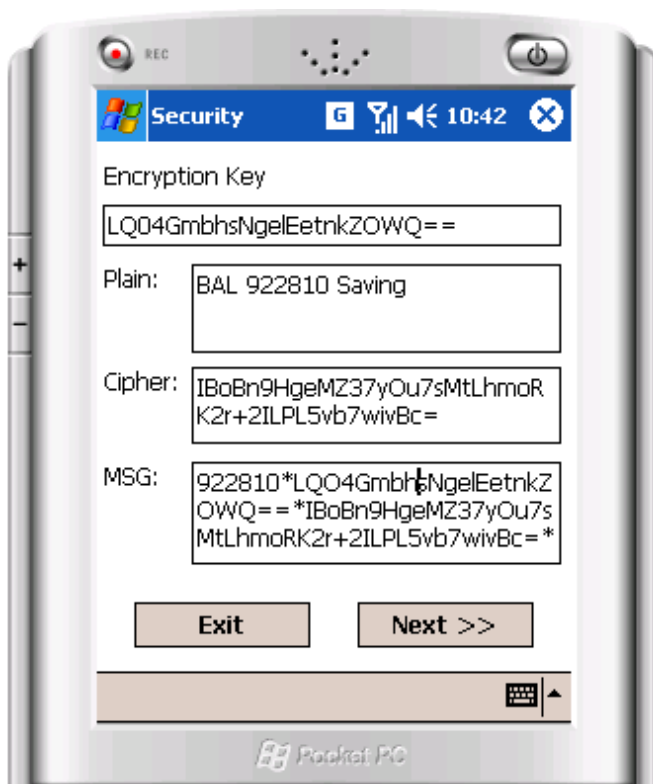 REC
Security G 10:42
Encryption Key
LQO4GmbhsNgelEetnkZOWQ==
+
Plain:
BAL 922810 Saving
−
Cipher:
IBoBn9HgeMZ37yOu7sMtLhmoR
K2r+2ILPL5vb7wivBc=
MSG:
922810*LQO4GmbhsNgelEetnkZ
OWQ==*IBoBn9HgeMZ37yOu7s
MtLhmoRK2r+2ILPL5vb7wivBc=*
Exit Next >>
Pocket PC